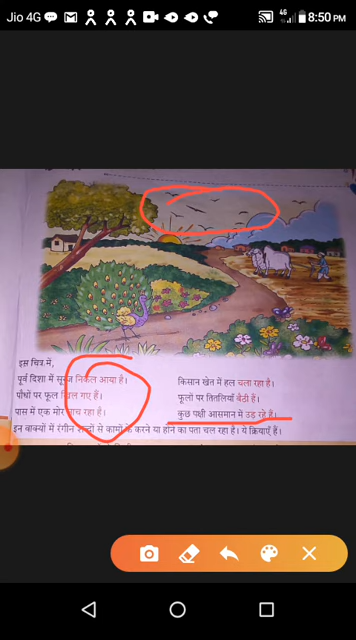 Jio 4G
4G
8:50 PM
इस चित्र में,
पूर्व दिशा में सूरज निकल आया है।
किसान खेत में हल चला रहा है।
पौधों पर फूल खिल गए हैं।
फूलों पर तितलियाँ बैठी हैं।
पास में एक मोर नाच रहा है।
कुछ पक्षी आसमान में उड़ रहे हैं।
इन वाक्यों में रंगीन शब्दों से कामों के करने या होने का पता चल रहा है। ये क्रियाएँ हैं।